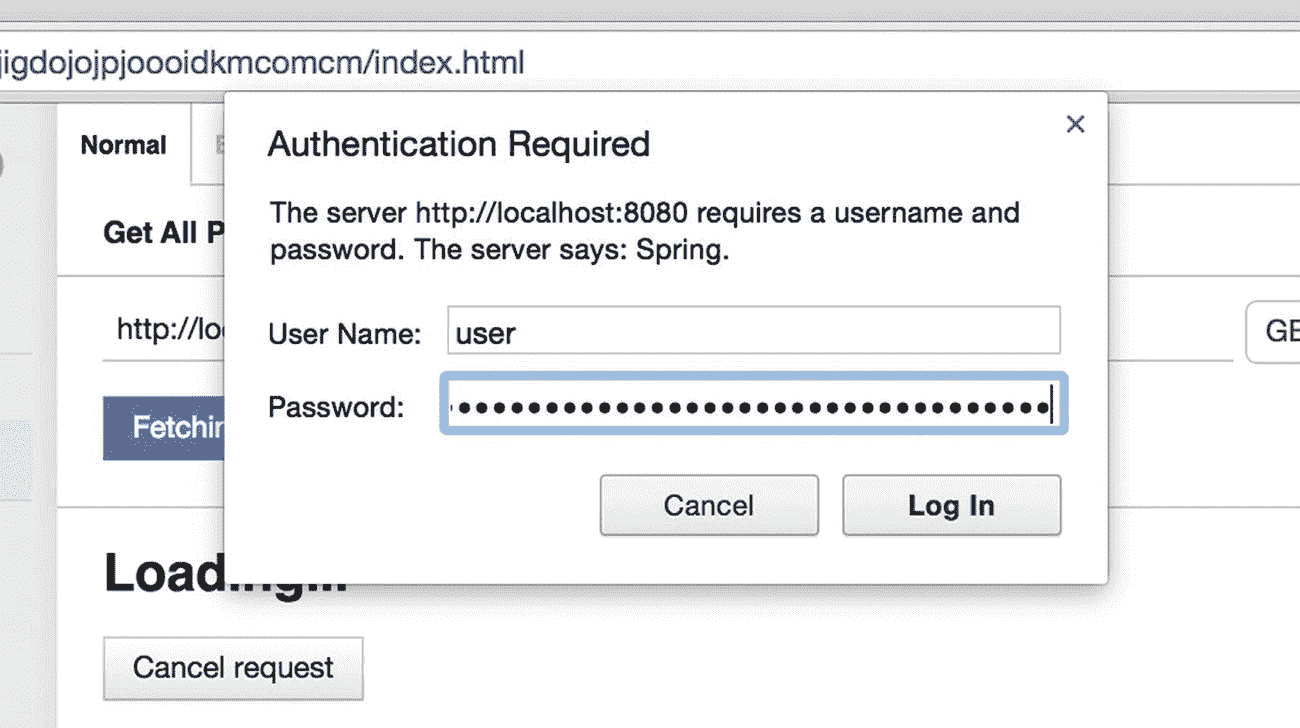 jigdojojpjoooidkmcomcm/index.html
Normal
Authentication Required
Get All P
The server http://localhost:8080 requires a username and
password. The server says: Spring.
http://lo
GE
User Name: user
Password: ••••••••••••••••••••••••••••••••••
Fetchin
Cancel Log In
Loading...
Cancel request